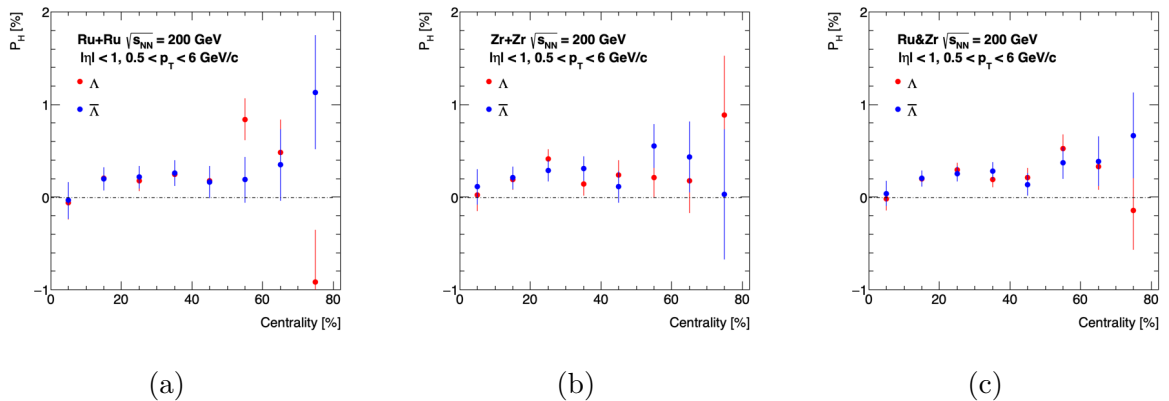 P_H [%]
2
1
0
−1
Ru+Ru √s_NN = 200 GeV
|η| < 1, 0.5 < p_T < 6 GeV/c
Λ
Λ̅
0 20 40 60 80
Centrality [%]
(a)
P_H [%]
2
1
0
−1
Zr+Zr √s_NN = 200 GeV
|η| < 1, 0.5 < p_T < 6 GeV/c
Λ
Λ̅
0 20 40 60 80
Centrality [%]
(b)
P_H [%]
2
1
0
−1
Ru&Zr √s_NN = 200 GeV
|η| < 1, 0.5 < p_T < 6 GeV/c
Λ
Λ̅
0 20 40 60 80
Centrality [%]
(c)